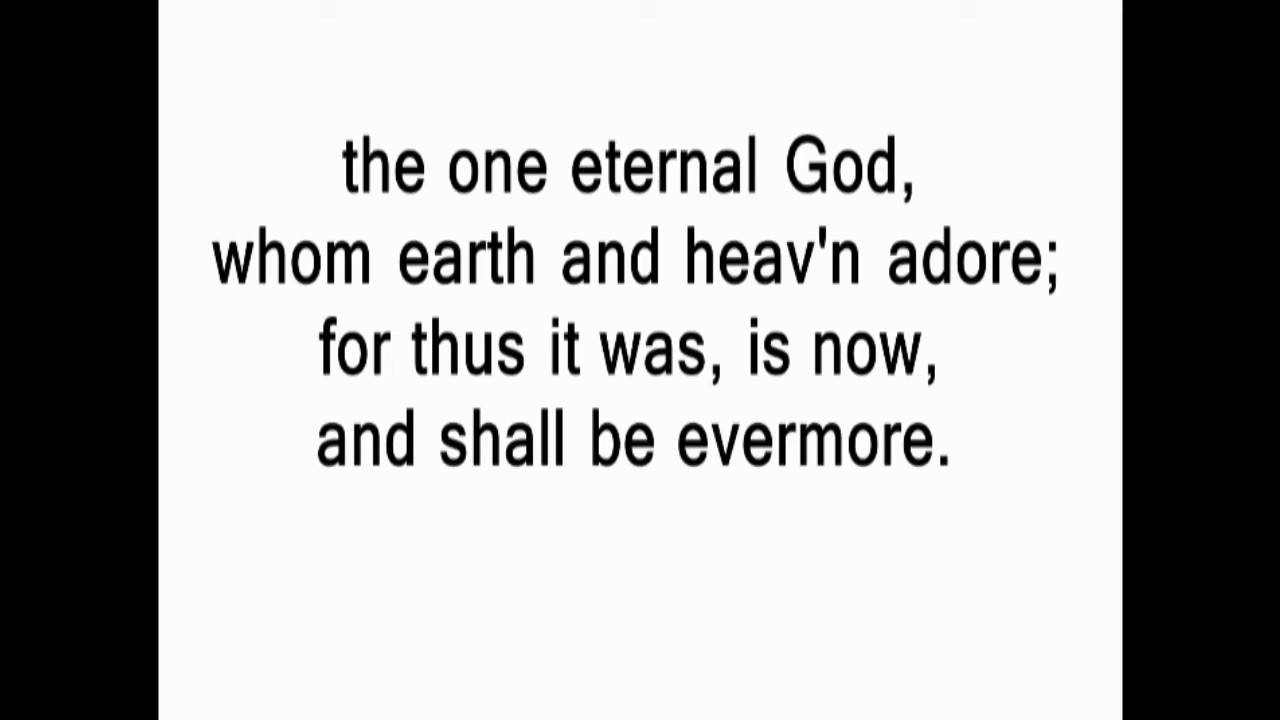 the one eternal God,
whom earth and heav'n adore;
for thus it was, is now,
and shall be evermore.